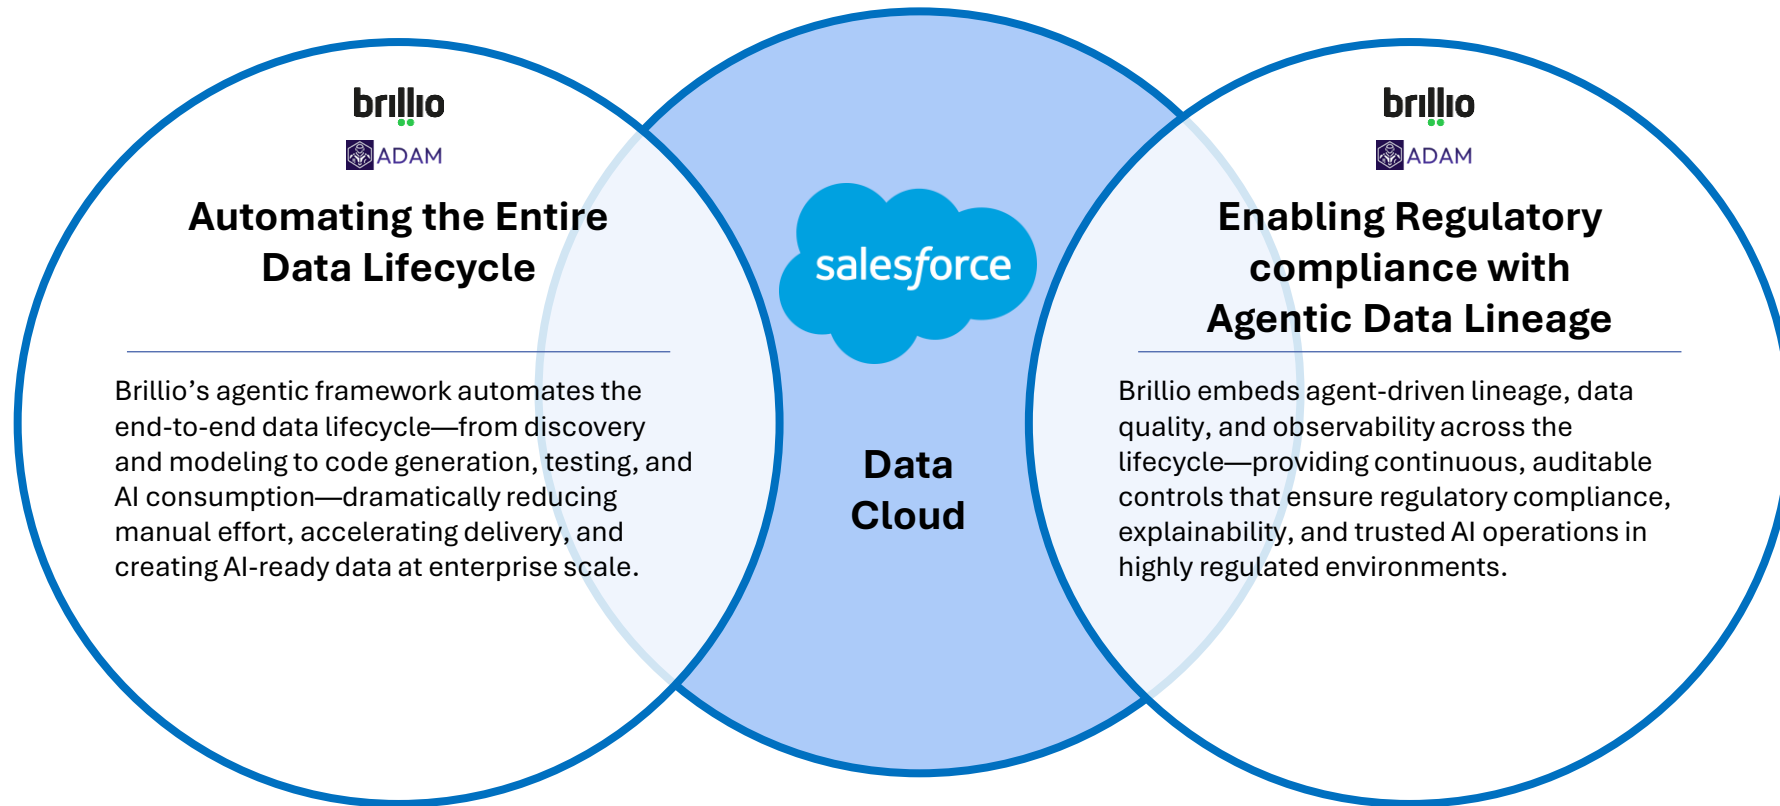 brillio
ADAM
Automating the Entire
Data Lifecycle
Brillio’s agentic framework automates the
end-to-end data lifecycle—from discovery
and modeling to code generation, testing, and
AI consumption—dramatically reducing
manual effort, accelerating delivery, and
creating AI-ready data at enterprise scale.
salesforce
Data
Cloud
brillio
ADAM
Enabling Regulatory
compliance with
Agentic Data Lineage
Brillio embeds agent-driven lineage, data
quality, and observability across the
lifecycle—providing continuous, auditable
controls that ensure regulatory compliance,
explainability, and trusted AI operations in
highly regulated environments.